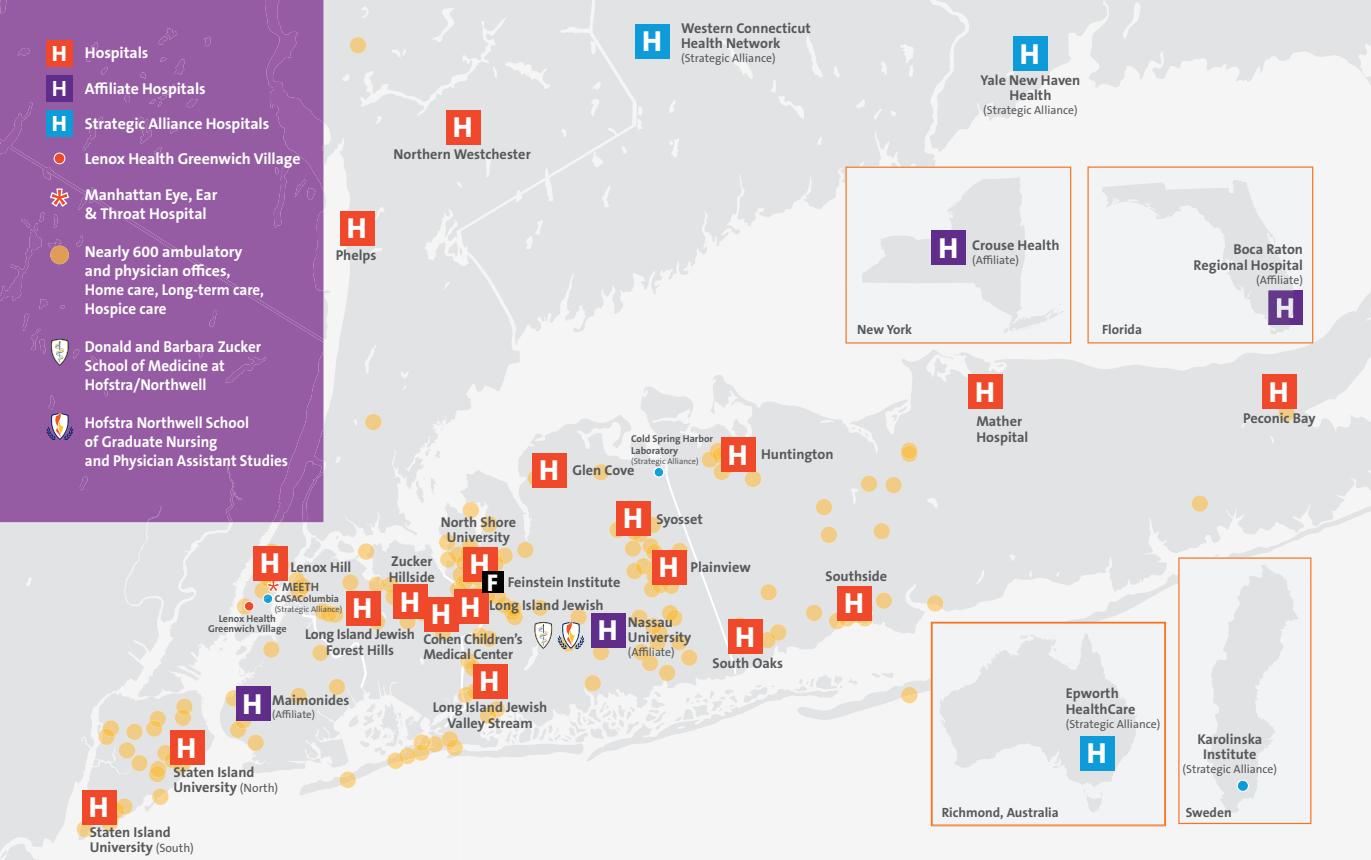 H Hospitals
H Affiliate Hospitals
H Strategic Alliance Hospitals
Lenox Health Greenwich Village
Manhattan Eye, Ear
& Throat Hospital
Nearly 600 ambulatory
and physician offices,
Home care, Long-term care,
Hospice care
Donald and Barbara Zucker
School of Medicine at
Hofstra/Northwell
Hofstra Northwell School
of Graduate Nursing
and Physician Assistant Studies
H
Western Connecticut
Health Network
(Strategic Alliance)
H
Yale New Haven
Health
(Strategic Alliance)
H
Northern Westchester
H
Phelps
H
Crouse Health
(Affiliate)
New York
Boca Raton
Regional Hospital
(Affiliate)
H
Florida
H
Mather
Hospital
H
Peconic Bay
Cold Spring Harbor
Laboratory
(Strategic Alliance)
H Huntington
H Glen Cove
H Syosset
North Shore
University
H
F Feinstein Institute
H Plainview
H Lenox Hill
MEETH
CASAColumbia
(Strategic Alliance)
Lenox Health
Greenwich Village
Zucker
Hillside
H
H
Long Island Jewish
Forest Hills
H
Cohen Children's
Medical Center
H
Long Island Jewish
H
Nassau
University
(Affiliate)
Southside
H
H
South Oaks
H
Long Island Jewish
Valley Stream
H Maimonides
(Affiliate)
H
Staten Island
University (North)
H
Staten Island
University (South)
Epworth
HealthCare
(Strategic Alliance)
H
Richmond, Australia
Karolinska
Institute
(Strategic Alliance)
Sweden